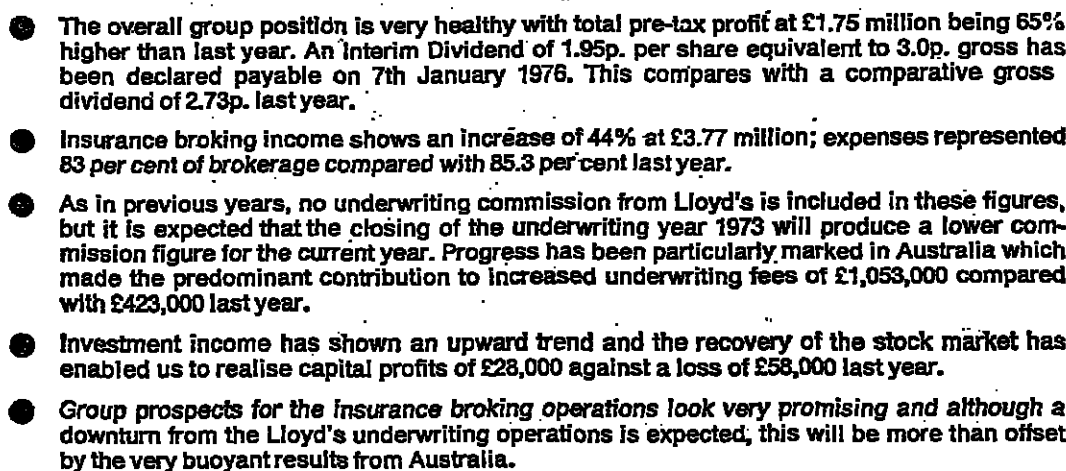 ● The overall group position is very healthy with total pre-tax profit at £1.75 million being 65%
higher than last year. An Interim Dividend of 1.95p. per share equivalent to 3.0p. gross has
been declared payable on 7th January 1976. This compares with a comparative gross
dividend of 2.73p. last year.
● Insurance broking income shows an increase of 44% at £3.77 million; expenses represented
83 per cent of brokerage compared with 85.3 per cent last year.
● As in previous years, no underwriting commission from Lloyd's is included in these figures,
but it is expected that the closing of the underwriting year 1973 will produce a lower com-
mission figure for the current year. Progress has been particularly marked in Australia which
made the predominant contribution to increased underwriting fees of £1,053,000 compared
with £423,000 last year.
● Investment income has shown an upward trend and the recovery of the stock market has
enabled us to realise capital profits of £28,000 against a loss of £58,000 last year.
● Group prospects for the insurance broking operations look very promising and although a
downturn from the Lloyd's underwriting operations is expected, this will be more than offset
by the very buoyant results from Australia.